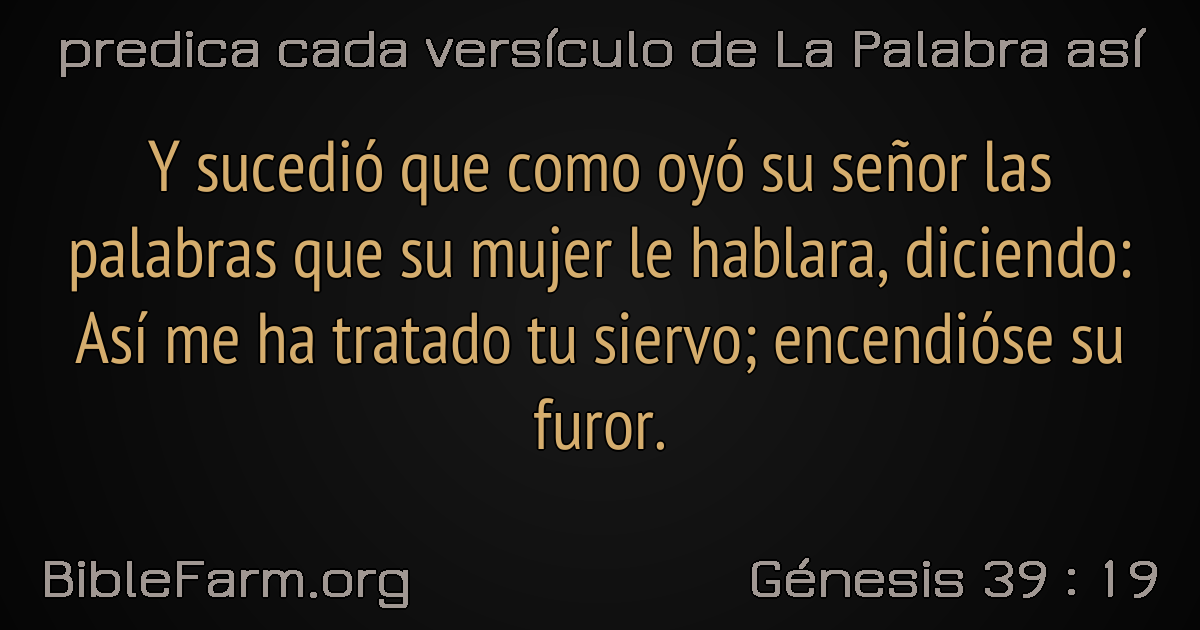 predica cada versículo de La Palabra así
Y sucedió que como oyó su señor las
palabras que su mujer le hablara, diciendo:
Así me ha tratado tu siervo; encendióse su
furor.
BibleFarm.org
Génesis 39 : 19